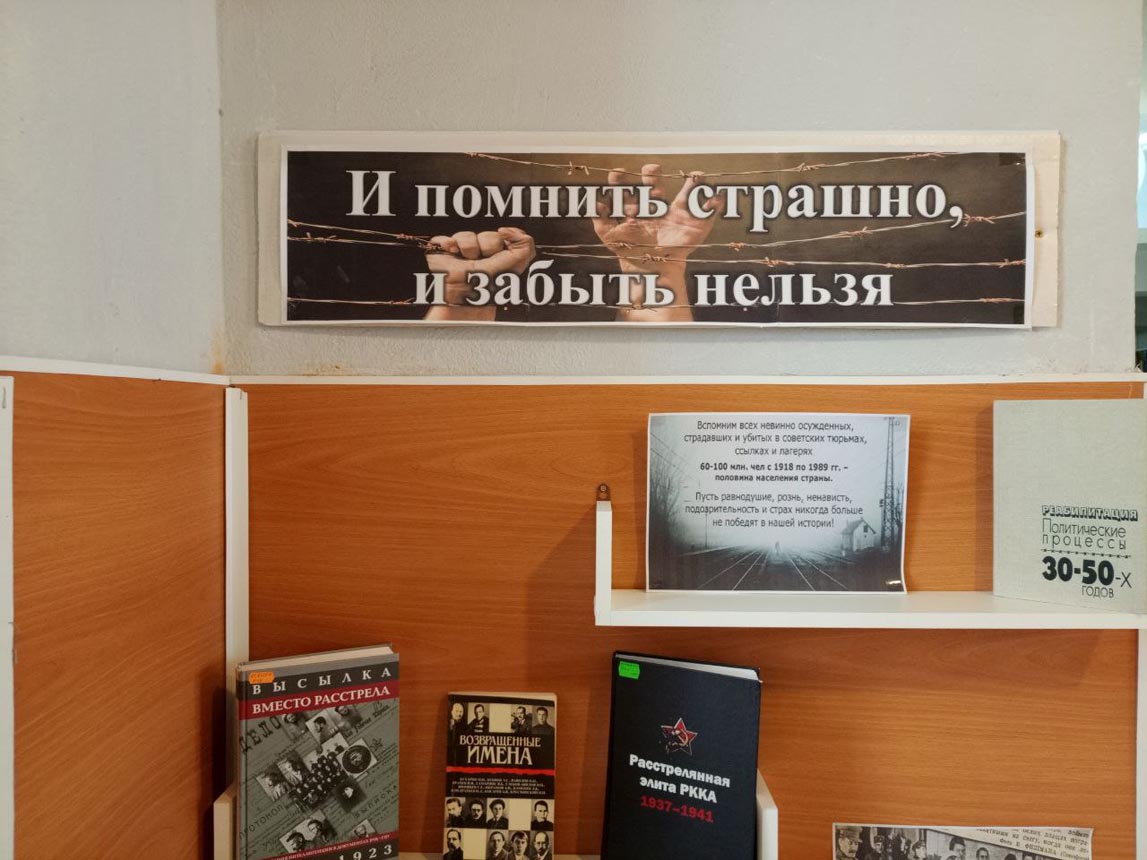 И помнить страшно,
и забыть нельзя
Вспомним всех невинно осужденных,
страдавших и убитых в советских тюрьмах,
ссылках и лагерях
60-100 млн. чел с 1918 по 1989 гг. –
половина населения страны.
Пусть равнодушие, рознь, ненависть,
подозрительность и страх никогда больше
не победят в нашей истории!
РЕАБИЛИТАЦИЯ
Политические
процессы
30-50-х
годов
ВЫСЫЛКА
ВМЕСТО РАССТРЕЛА
ДЕЛО
1923
ВОЗВРАЩЕННЫЕ
ИМЕНА
Расстрелянная
элита РККА
1937–1941